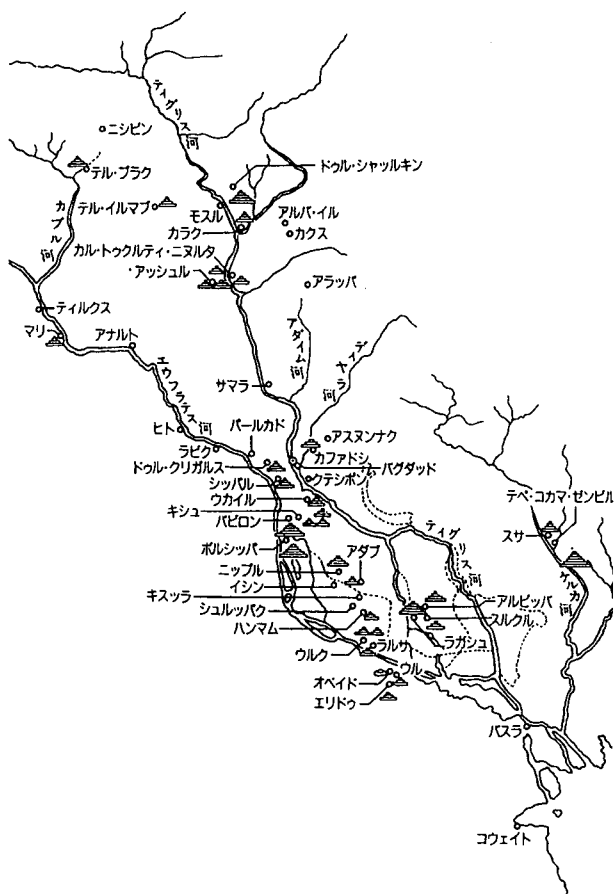 ティグリス河
ニシビン
テル・ブラク
ドゥル・シャッルキン
カブル河
テル・イルマブ
モスル
アルバ・イル
カラク
カクス
カル・トゥクルティ・ニヌルタ
アッシュル
アラッパ
ティルクス
アダイム河
ディヤラ河
マリ
アナルト
サマラ
エウフラテス河
ヒト
バールカド
アスヌンナク
ラビク
カファドシ
ドゥル・クリガルス
バグダッド
シッパル
クテシポン
ウカイル
テペ・コカマ・ゼンビル
キシュ
ティグリス河
スサ
バビロン
ボルシッパ
アダブ
ケルカ河
ニップル
イシン
キスッラ
アルビッバ
シュルッパク
スルクル
ハンマム
ラガシュ
ウルク
ラルサ
ウル
オベイド
エリドゥ
バスラ
コウェイト